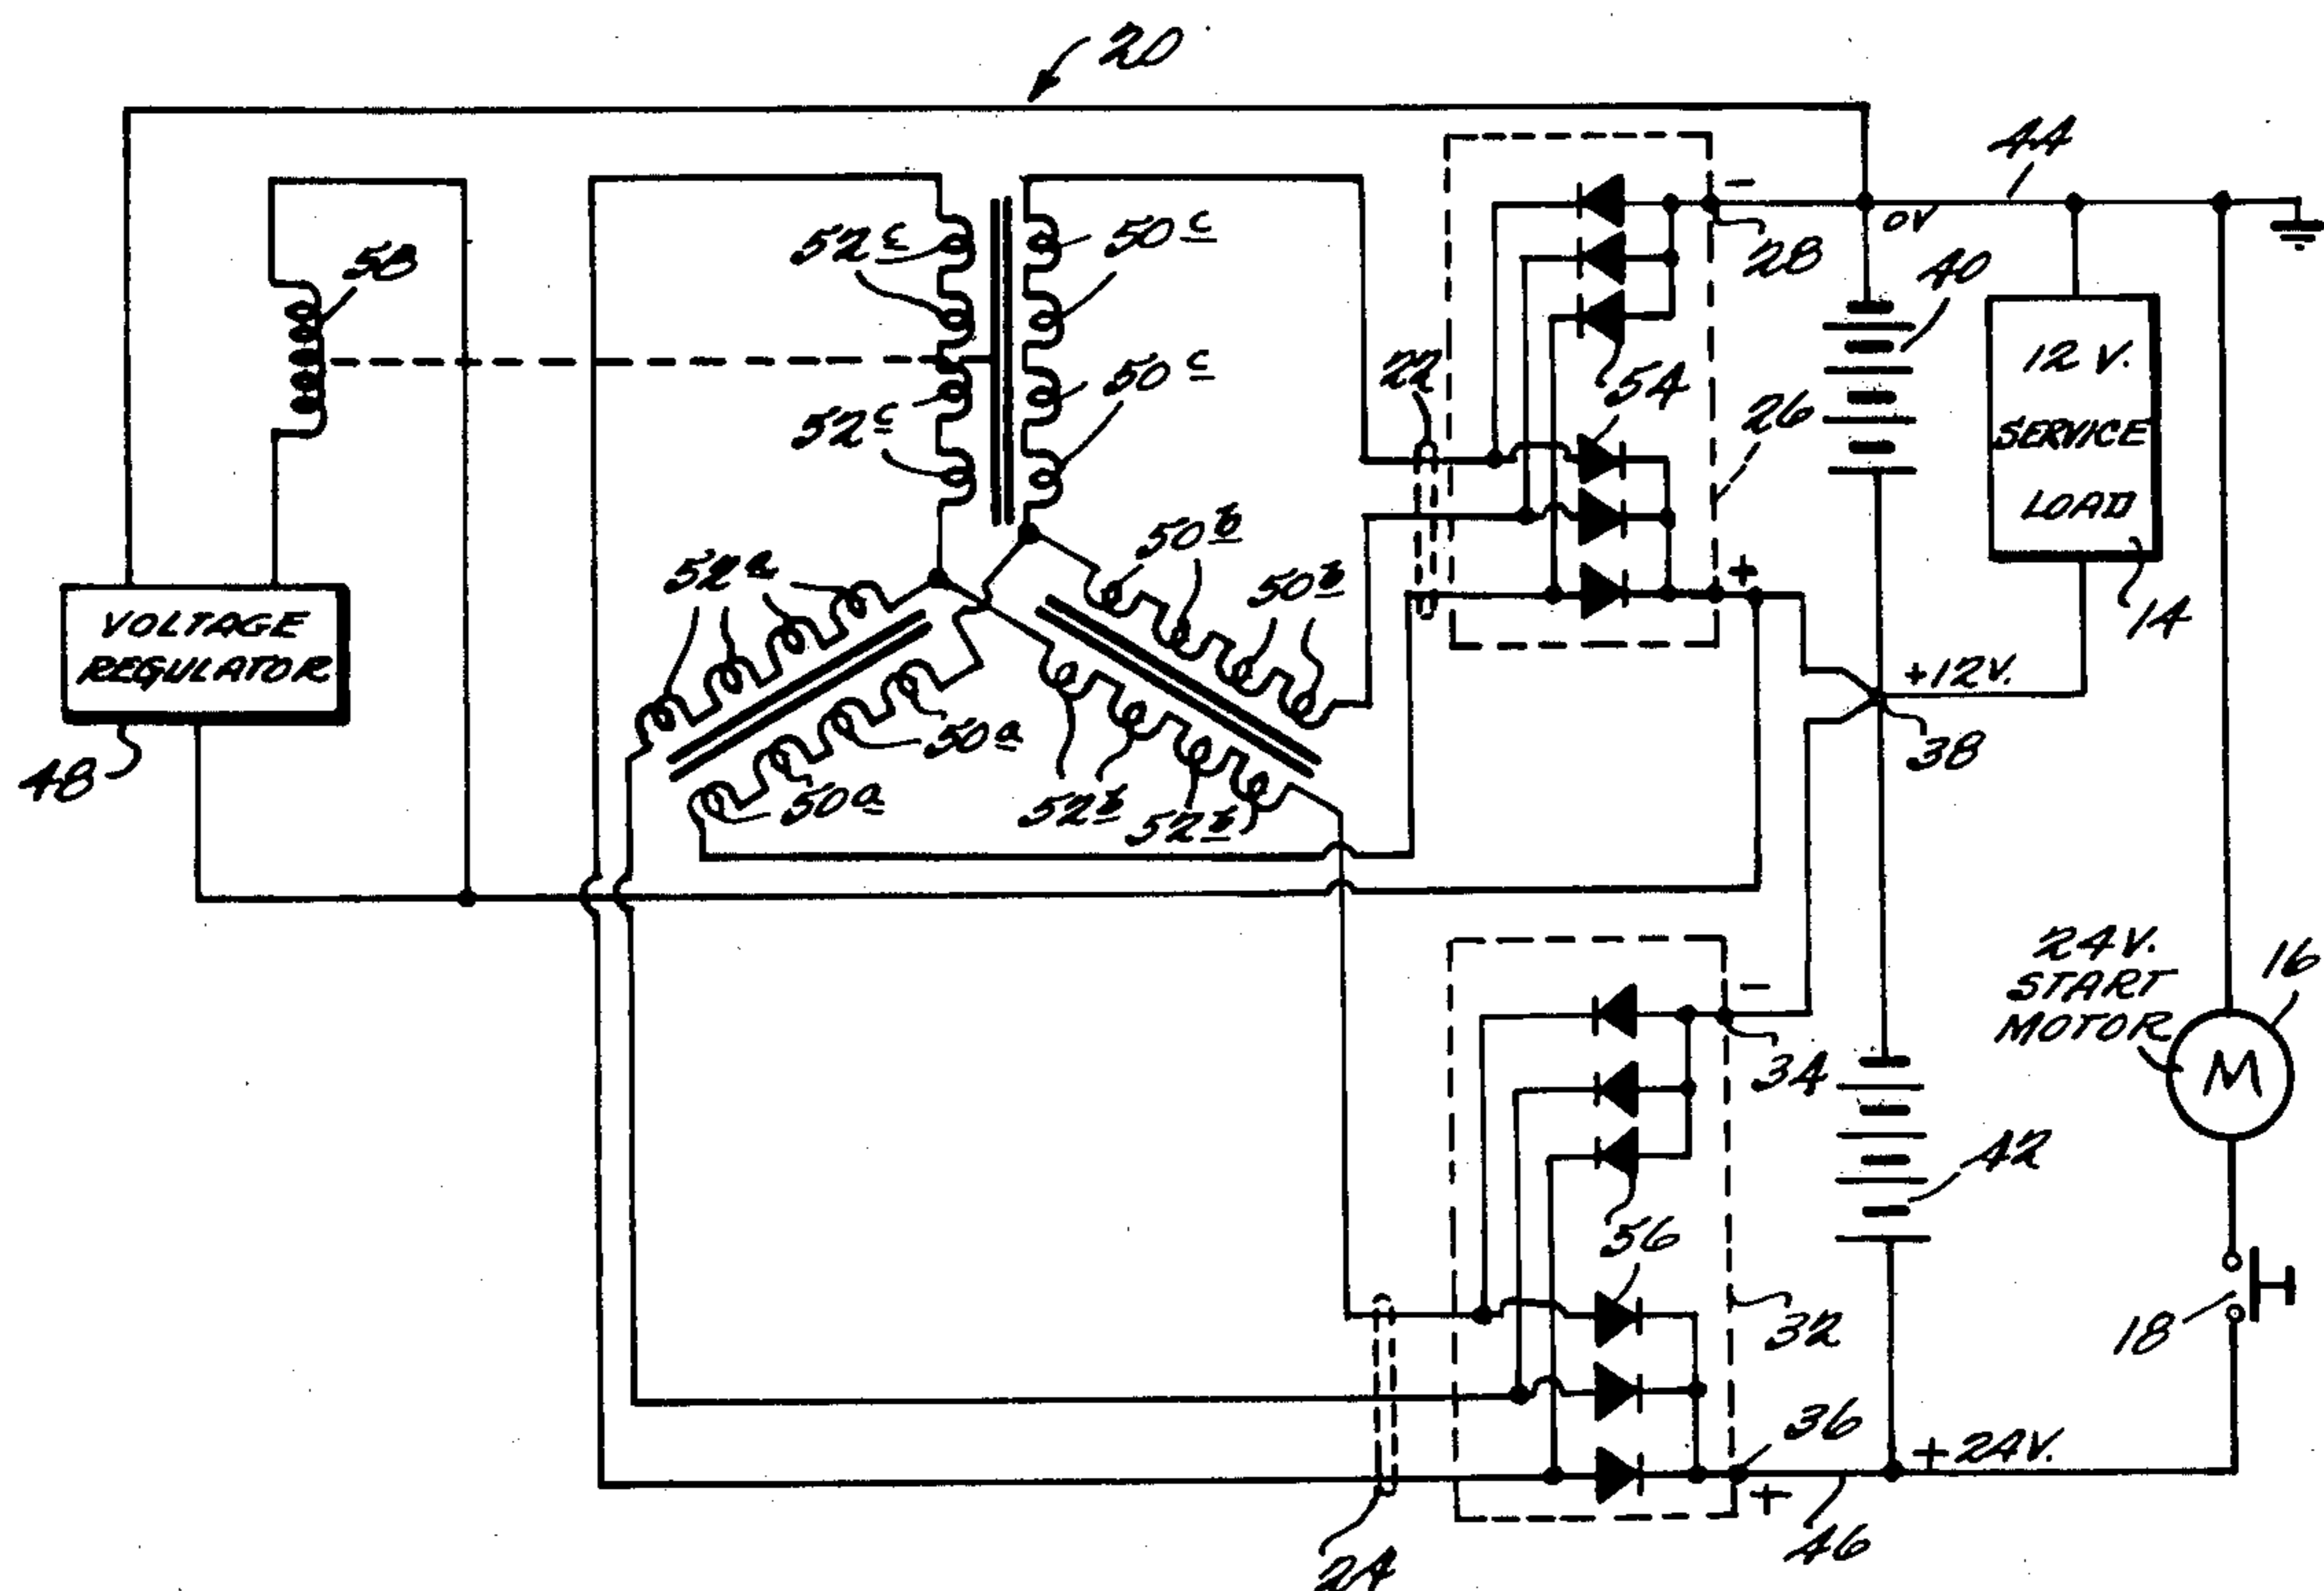 20
44
-
0V
28
40
58
52c
50c
50c
52c
54
22
26
12 V.
SERVICE
LOAD
14
50b
50b
52a
+
VOLTAGE
REGULATOR
48
+12V.
38
50a
50a
52b
52b
24V.
START
MOTOR
16
M
-
34
42
56
32
18
36
+24V.
+
46
24